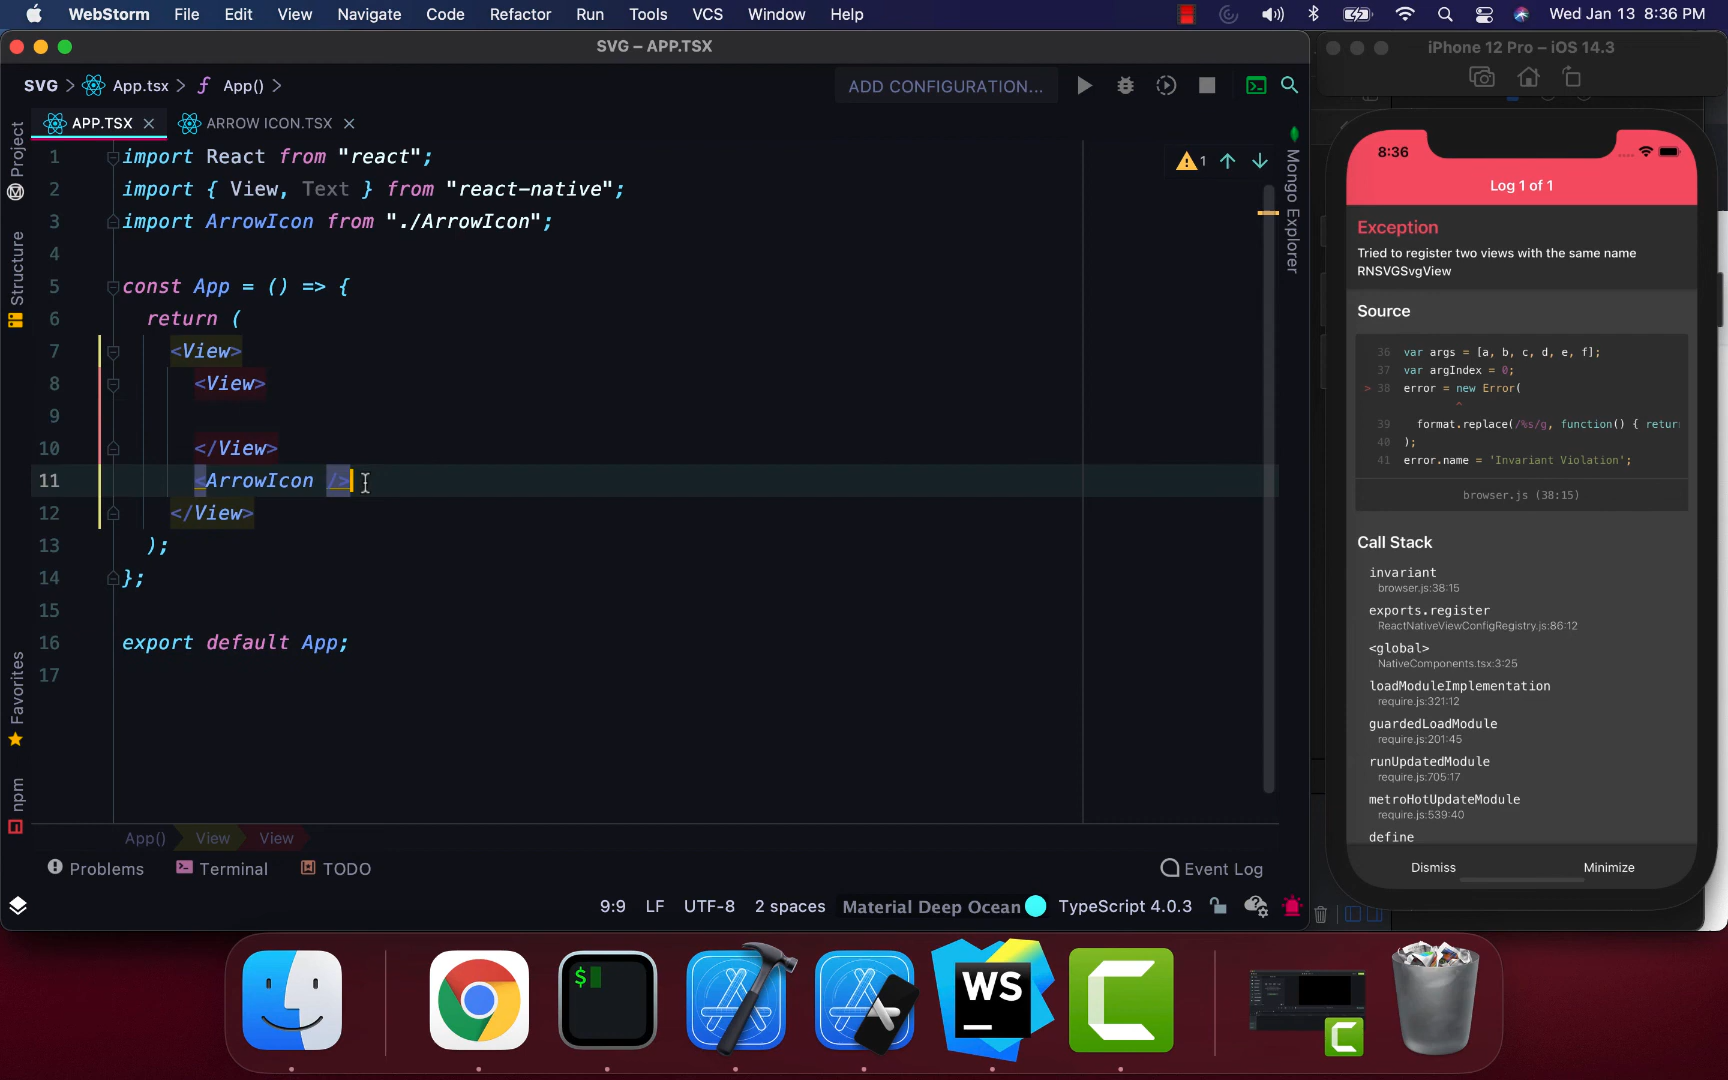 WebStorm File Edit View Navigate Code Refactor Run Tools VCS Window Help Wed Jan 13 8:36 PM
SVG – APP.TSX
SVG App.tsx App()
ADD CONFIGURATION...
APP.TSX ARROW ICON.TSX
1 import React from "react";
2 import { View, Text } from "react-native";
3 import ArrowIcon from "./ArrowIcon";
4
5 const App = () => {
6 return (
7 <View>
8 <View>
9
10 </View>
11 <ArrowIcon />
12 </View>
13 );
14 };
15
16 export default App;
17
1
Project
Structure
Favorites
npm
Mongo Explorer
App() View View
Problems Terminal TODO Event Log
9:9 LF UTF-8 2 spaces Material Deep Ocean TypeScript 4.0.3
iPhone 12 Pro – iOS 14.3
8:36
Log 1 of 1
Exception
Tried to register two views with the same name
RNSVGSvgView
Source
36 var args = [a, b, c, d, e, f];
37 var argIndex = 0;
> 38 error = new Error(
^
39 format.replace(/%s/g, function() { retur
40 );
41 error.name = 'Invariant Violation';
browser.js (38:15)
Call Stack
invariant
browser.js:38:15
exports.register
ReactNativeViewConfigRegistry.js:86:12
<global>
NativeComponents.tsx:3:25
loadModuleImplementation
require.js:321:12
guardedLoadModule
require.js:201:45
runUpdatedModule
require.js:705:17
metroHotUpdateModule
require.js:539:40
define
Dismiss Minimize
$
WS
C
C